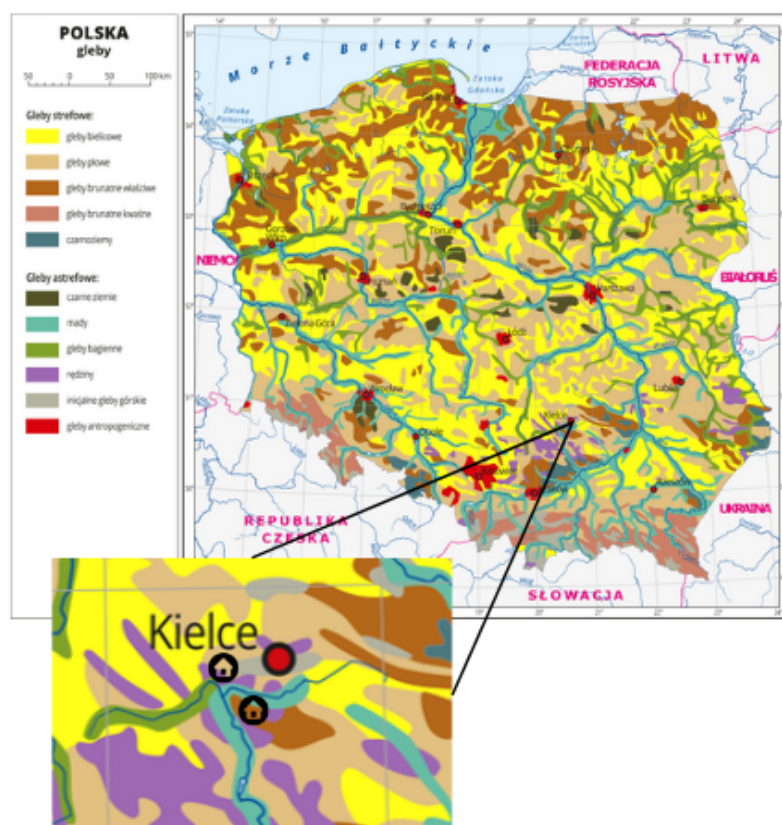 POLSKA
gleby
50 0 50 100 km
Gleby strefowe:
gleby bielicowe
gleby płowe
gleby brunatne właściwe
gleby brunatne kwaśne
czarnoziemy
Gleby astrefowe:
czarne ziemie
mady
gleby bagienne
rędziny
inicjalne gleby górskie
gleby antropogeniczne
Morze Bałtyckie
Zatoka
Gdańska
Zatoka
Pomorska
FEDERACJA
ROSYJSKA
LITWA
Toruń
NIEMC
BIAŁORUŚ
Warszawa
Zielona Góra
Łódź
Wrocław
Lublin
Kielce
Opole
Rzeszów
UKRAINA
REPUBLIKA
CZESKA
SŁOWACJA
Kielce